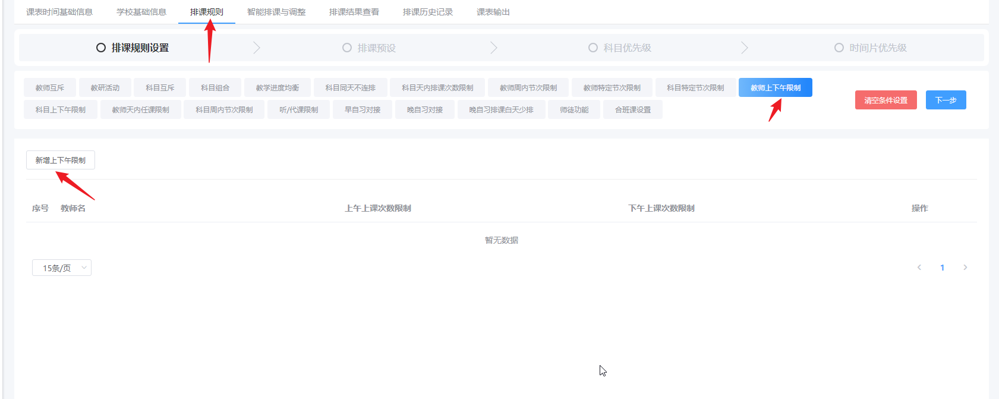 课表时间基础信息 学校基础信息 排课规则 智能排课与调整 排课结果查看 排课历史记录 课表输出
排课规则设置 排课预设 科目优先级 时间片优先级
教师互斥 教研活动 科目互斥 科目组合 教学进度均衡 科目同天不连排 科目天内排课次数限制 教师周内节次限制 教师特定节次限制 科目特定节次限制 教师上下午限制
清空条件设置 下一步
科目上下午限制 教师天内任课限制 科目周内节次限制 听/代课限制 早自习对接 晚自习对接 晚自习排课白天少排 师徒功能 合班课设置
新增上下午限制
序号 教师名 上午上课次数限制 下午上课次数限制 操作
暂无数据
15条/页 1